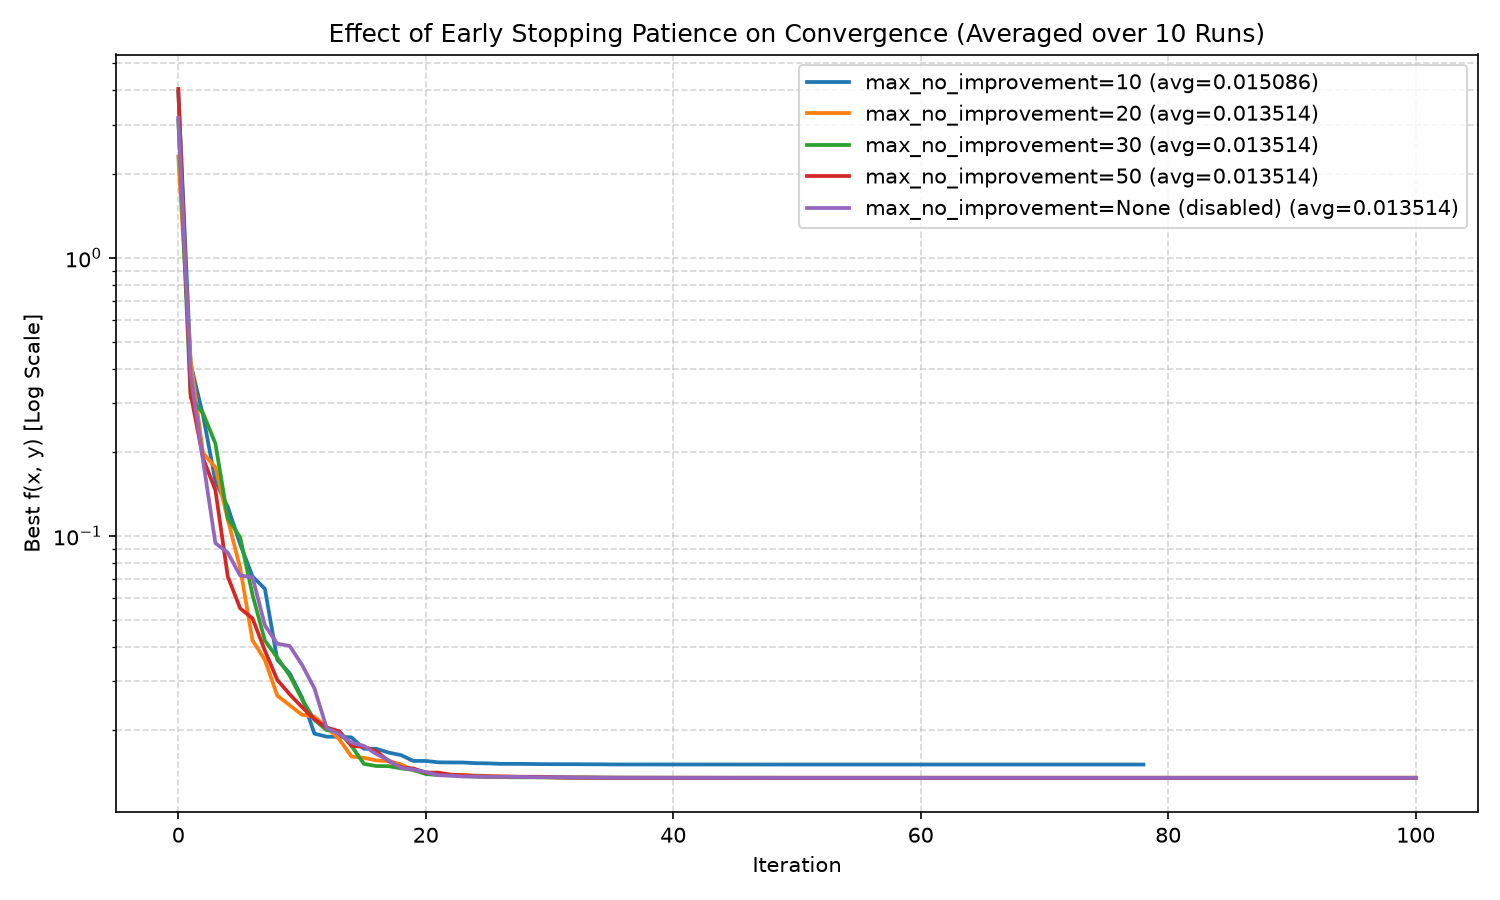 Effect of Early Stopping Patience on Convergence (Averaged over 10 Runs)
max_no_improvement=10 (avg=0.015086)
max_no_improvement=20 (avg=0.013514)
max_no_improvement=30 (avg=0.013514)
max_no_improvement=50 (avg=0.013514)
max_no_improvement=None (disabled) (avg=0.013514)
Best f(x, y) [Log Scale]
10⁰
10⁻¹
0 20 40 60 80 100
Iteration